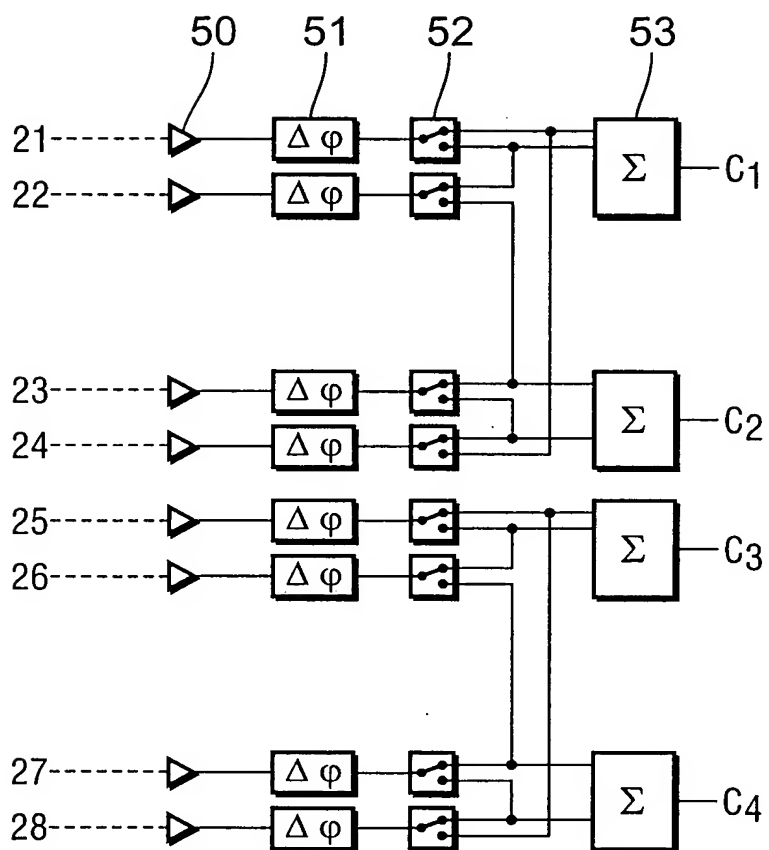 50 51 52 53
21 Δ φ
Σ C1
22 Δ φ
23 Δ φ
Σ C2
24 Δ φ
25 Δ φ
Σ C3
26 Δ φ
27 Δ φ
Σ C4
28 Δ φ